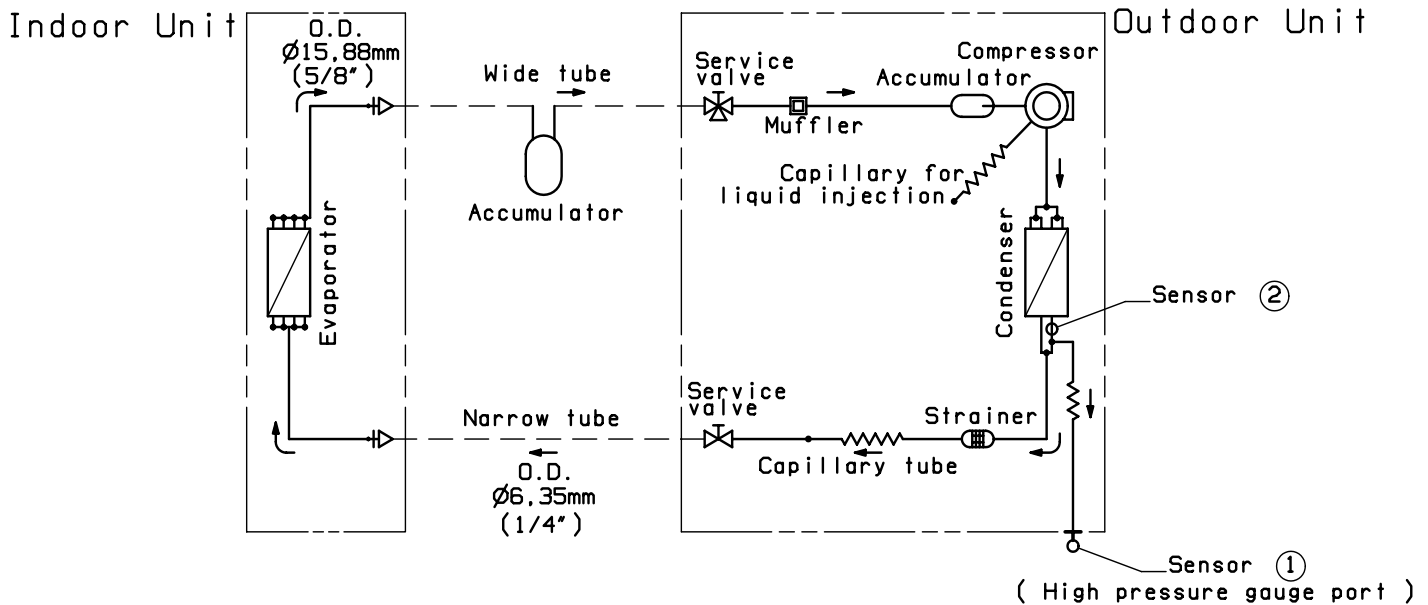 Indoor Unit
O.D.
Ø15,88mm
(5/8")
Wide tube
Accumulator
Evaporator
Narrow tube
O.D.
Ø6,35mm
(1/4")
Outdoor Unit
Service
valve
Muffler
Accumulator
Compressor
Capillary for
liquid injection
Condenser
Sensor 2
Service
valve
Strainer
Capillary tube
Sensor 1
( High pressure gauge port )